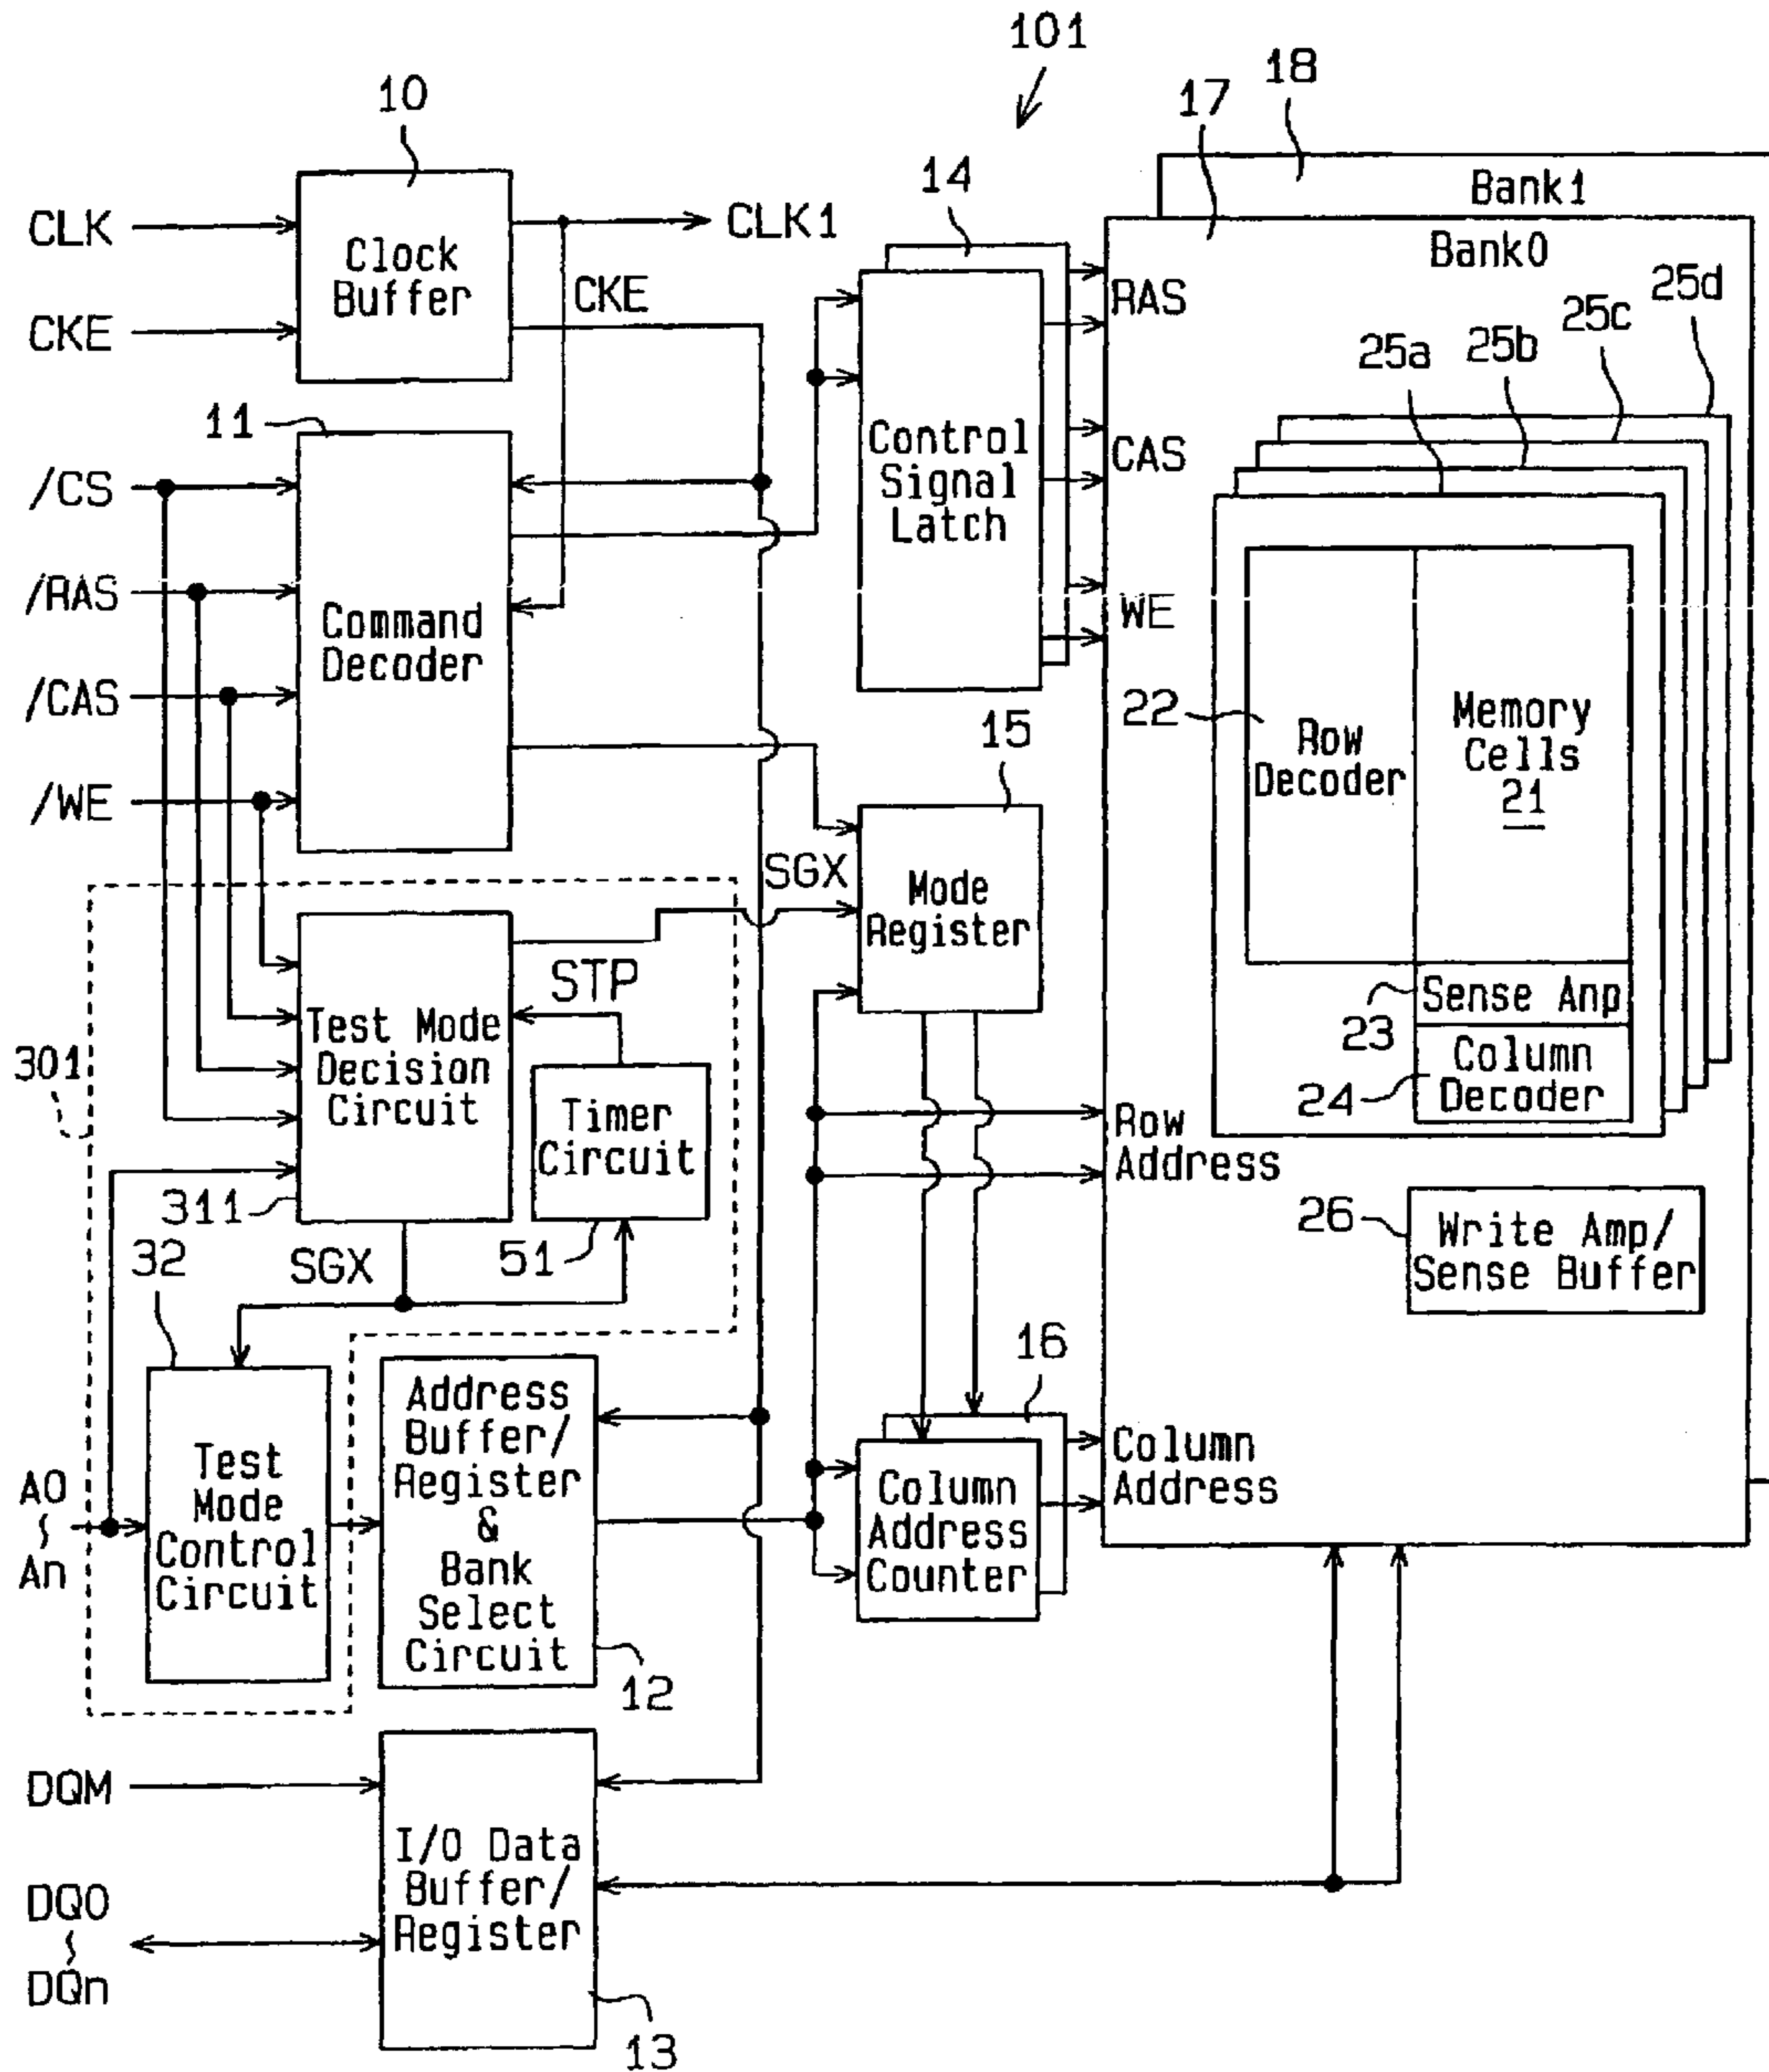 101
10
18
17
14
CLK
Clock
Buffer
CLK1
Bank1
Bank0
CKE
CKE
RAS
25d
25c
25b
25a
11
/CS
Control
Signal
Latch
CAS
/RAS
Command
Decoder
WE
/CAS
22
Row
Decoder
Memory
Cells
21
15
/WE
SGX
Mode
Register
STP
Sense Anp
23
Test Mode
Decision
Circuit
301
Timer
Circuit
Column
Decoder
24
Row
Address
311
32
SGX
51
26
Write Amp/
Sense Buffer
16
Address
Buffer/
Register
&
Bank
Select
Circuit
Test
Mode
Control
Circuit
A0
~
An
Column
Address
Counter
Column
Address
12
DQM
I/O Data
Buffer/
Register
DQ0
~
DQn
13